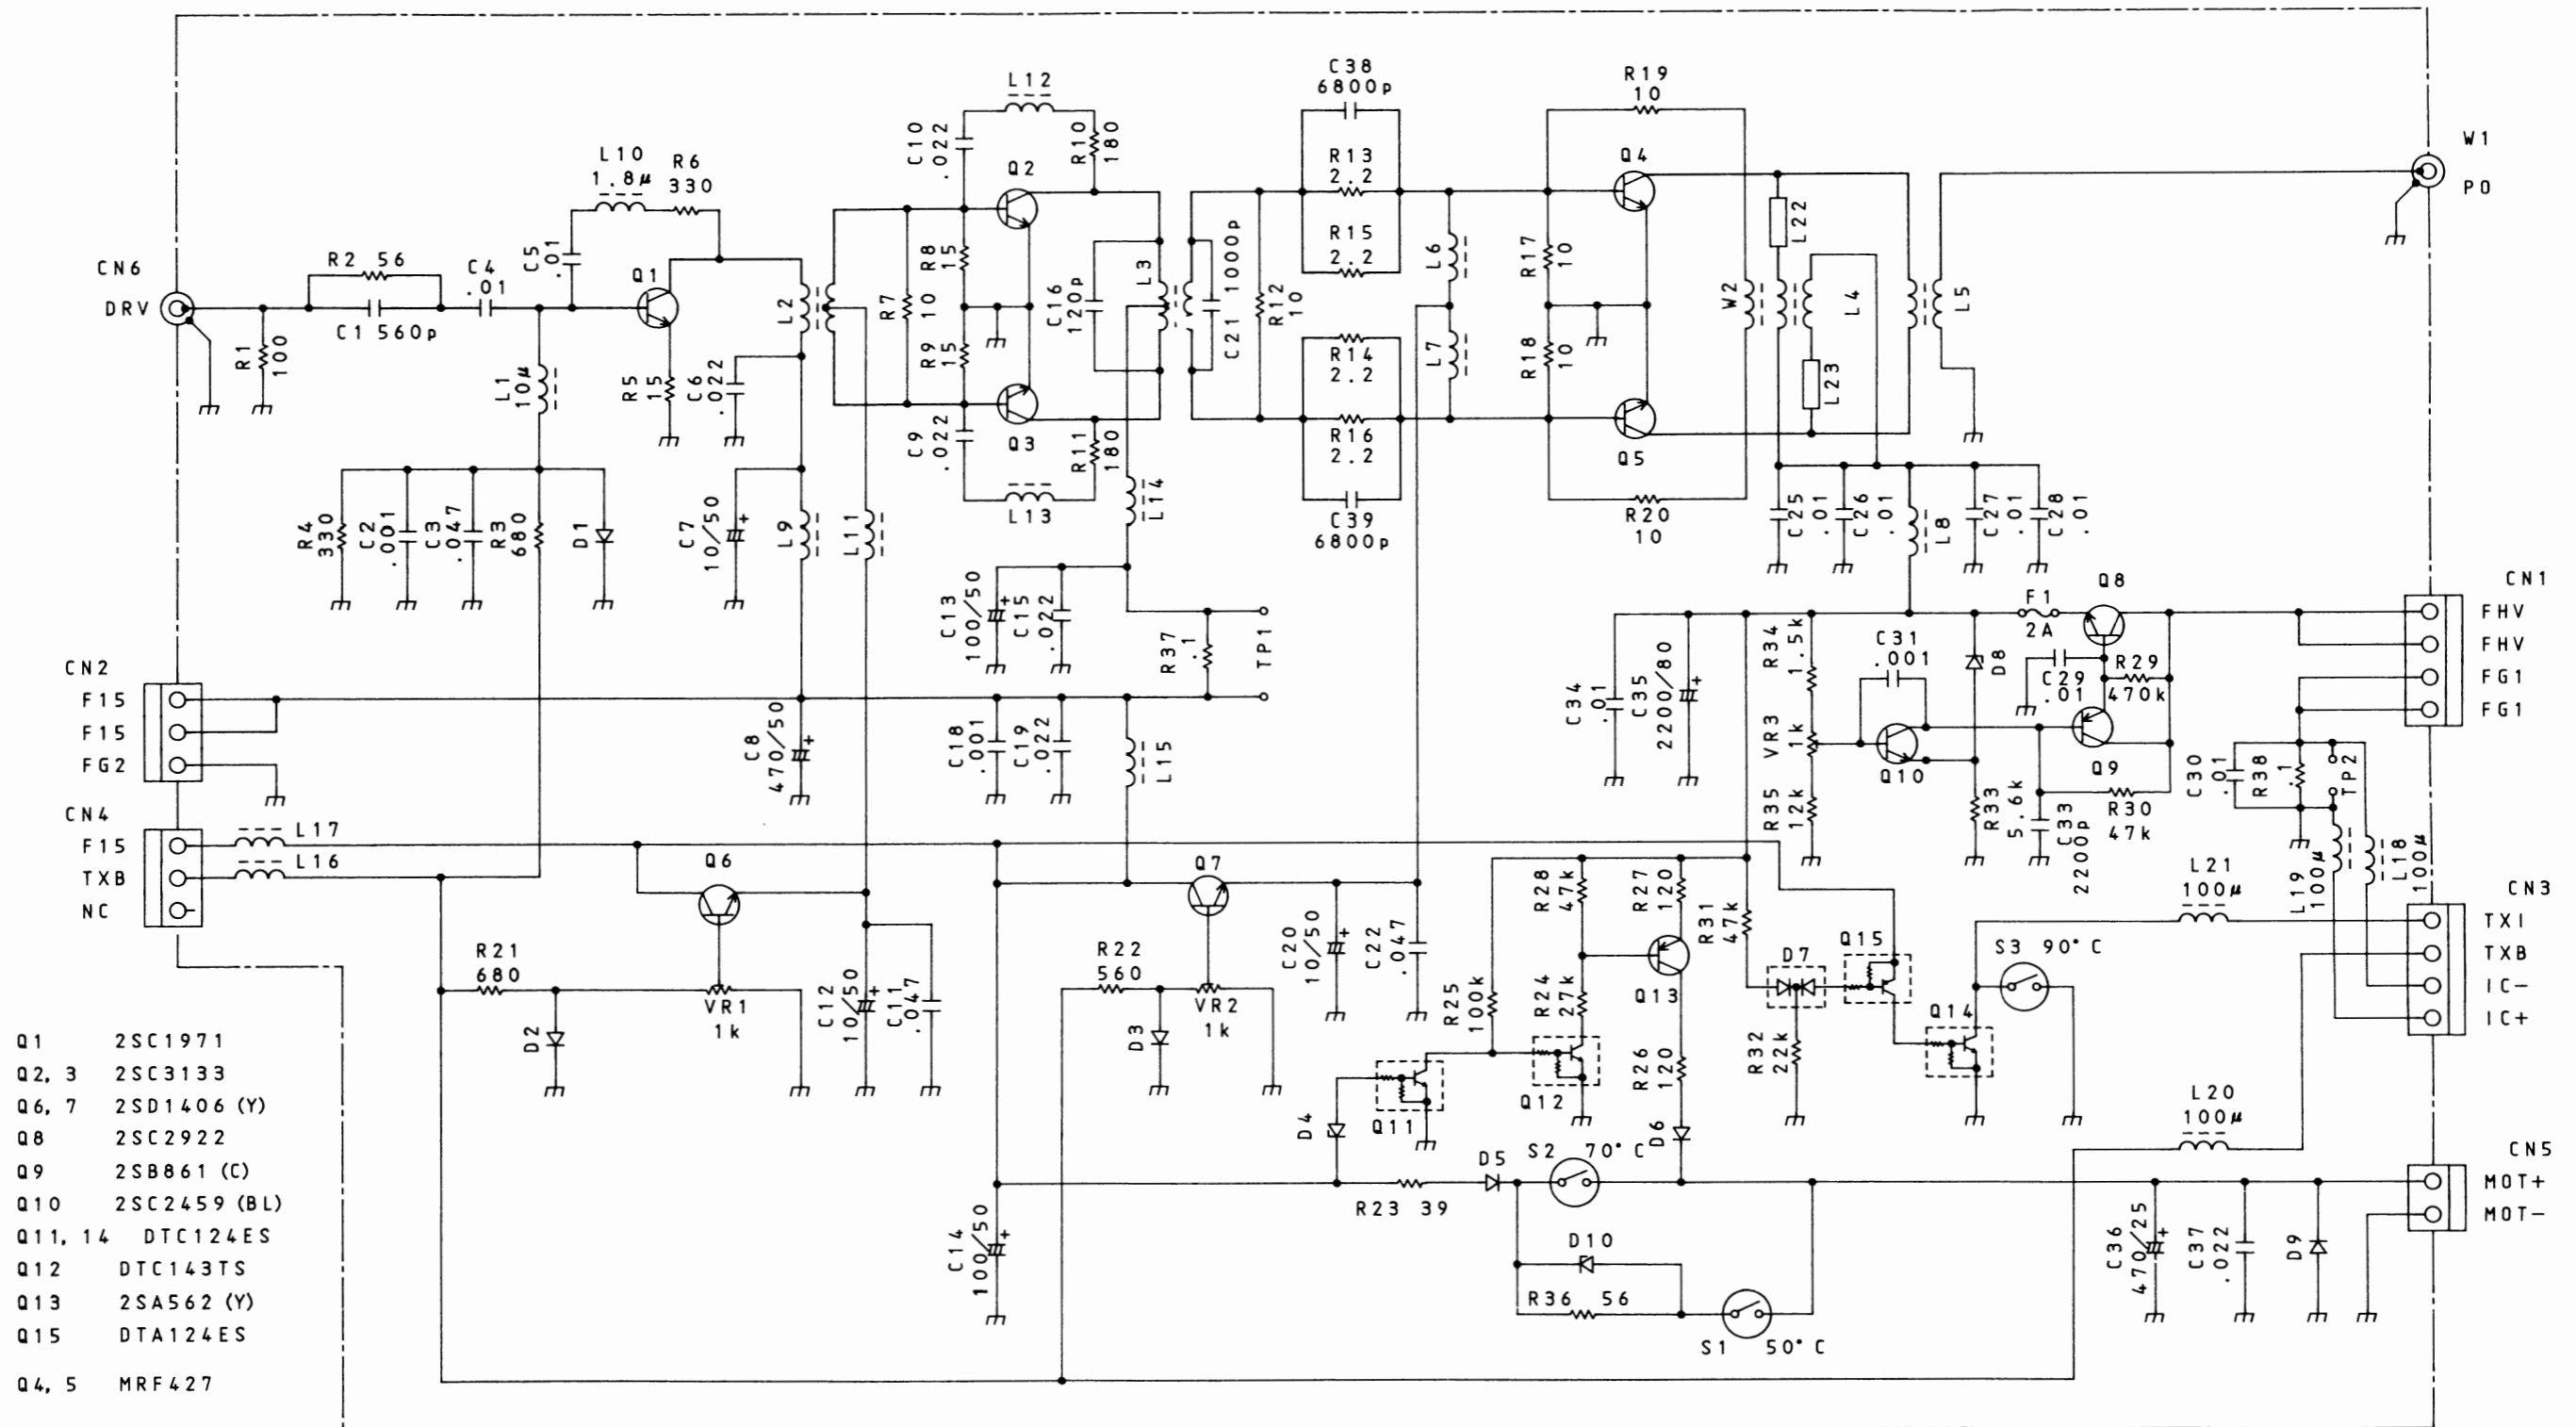 L12
C10
.022
R10
180
Q2
C38
6800p
R19
10
R13
2.2
Q4
W1
PO
L10
1.8μ
R6
330
R15
2.2
L22
CN6
DRV
R2 56
C4
.01
C5
.01
Q1
C1 560p
R1
100
L1
10μ
R5
15
C6
.022
L2
R7
10
R8
15
R9
15
C16
120p
L3
C21 1000p
R12
10
L6
L7
R17
10
R18
10
W2
L4
L5
L23
R14
2.2
R16
2.2
C39
6800p
C9
.022
Q3
R11
180
L13
L14
Q5
R20
10
R4
330
C2
.001
C3
.047
R3
680
D1
C7
10/50
+
L9
L11
C25
.01
C26
.01
L8
C27
.01
C28
.01
C13
100/50
+
C15
.022
R37
.1
TP1
C34
.01
C35
2200/80
+
R34
1.5k
C31
.001
D8
F1
2A
Q8
C29
.01
R29
470k
CN1
FHV
FHV
FG1
FG1
CN2
F15
F15
FG2
C8
470/50
+
C18
.001
C19
.022
L15
VR3
1k
Q10
Q9
R35
12k
R33
5.6k
C33
2200p
R30
47k
C30
.01
R38
.1
TP2
L19
100μ
L18
100μ
CN4
F15
TXB
NC
L17
L16
Q6
Q7
R21
680
VR1
1k
D2
C12
10/50
+
C11
.047
R22
560
VR2
1k
D3
C20
10/50
+
C22
.047
R28
47k
R27
120
R31
47k
R25
100k
R24
27k
Q13
D7
Q15
R32
22k
Q14
S3 90°C
L21
100μ
CN3
TXI
TXB
IC-
IC+
Q11
Q12
R26
120
D4
D6
L20
100μ
C14
100/50
+
R23 39
D5
S2 70°C
D10
R36 56
S1 50°C
C36
470/25
+
C37
.022
D9
CN5
MOT+
MOT-
Q1 2SC1971
Q2, 3 2SC3133
Q6, 7 2SD1406 (Y)
Q8 2SC2922
Q9 2SB861 (C)
Q10 2SC2459 (BL)
Q11, 14 DTC124ES
Q12 DTC143TS
Q13 2SA562 (Y)
Q15 DTA124ES
Q4, 5 MRF427